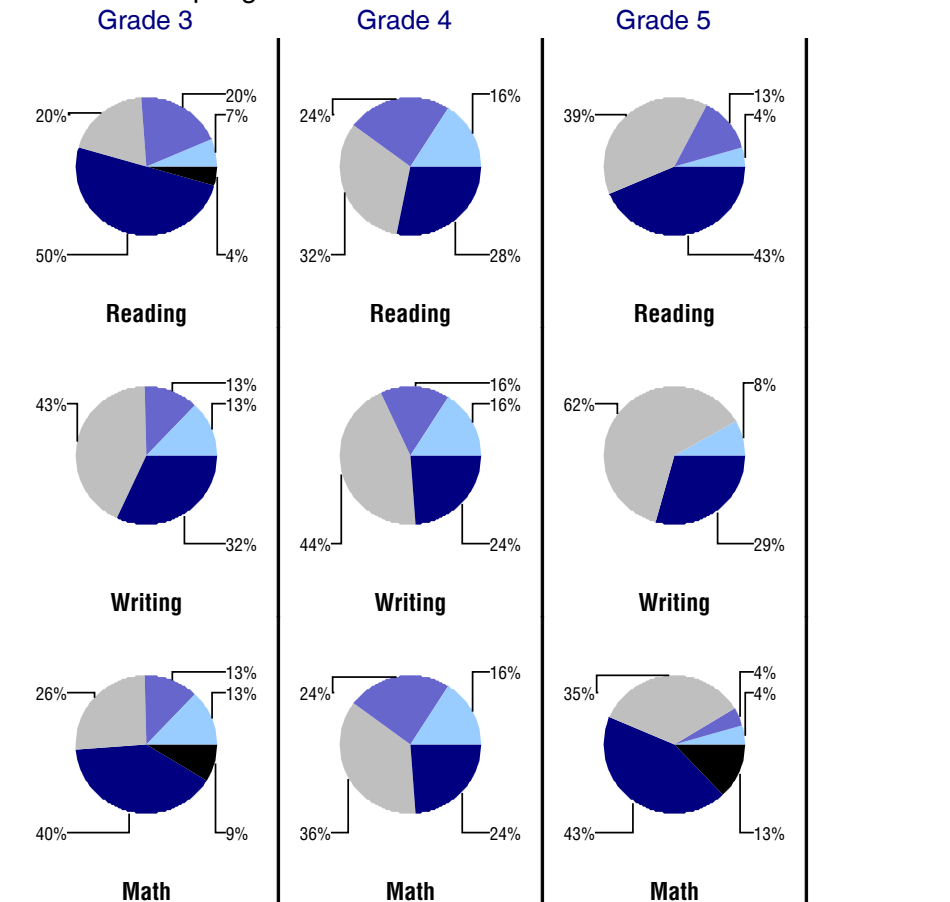 Grade 3 Grade 4 Grade 5
20% 20% 24% 16% 39% 13%
7% 4%
50% 4% 32% 28% 43%
Reading Reading Reading
43% 13% 16% 62% 8%
13% 16%
32% 44% 24% 29%
Writing Writing Writing
26% 13% 24% 16% 35% 4%
13% 4%
40% 9% 36% 24% 43% 13%
Math Math Math